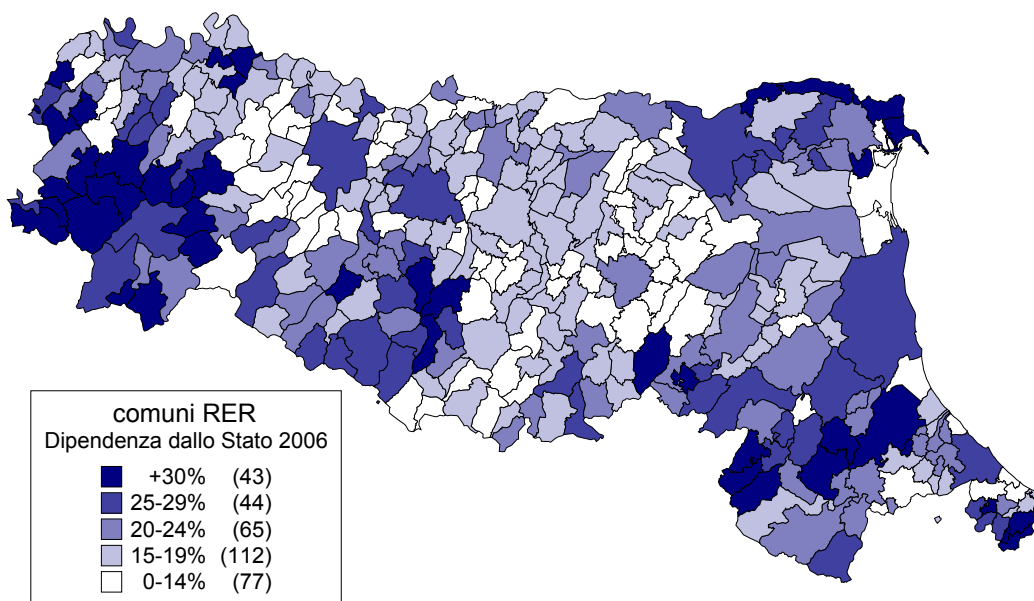 comuni RER
Dipendenza dallo Stato 2006
+30% (43)
25-29% (44)
20-24% (65)
15-19% (112)
0-14% (77)